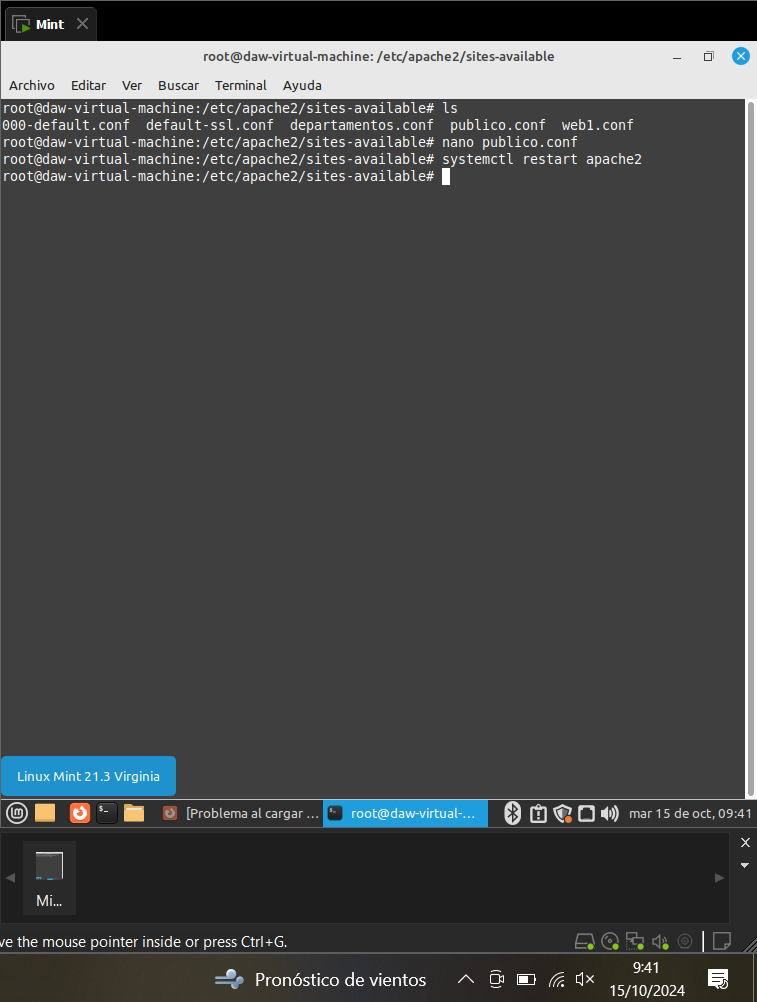 Mint
root@daw-virtual-machine: /etc/apache2/sites-available
Archivo Editar Ver Buscar Terminal Ayuda
root@daw-virtual-machine:/etc/apache2/sites-available# ls
000-default.conf default-ssl.conf departamentos.conf publico.conf web1.conf
root@daw-virtual-machine:/etc/apache2/sites-available# nano publico.conf
root@daw-virtual-machine:/etc/apache2/sites-available# systemctl restart apache2
root@daw-virtual-machine:/etc/apache2/sites-available#
Linux Mint 21.3 Virginia
[Problema al cargar ... root@daw-virtual-... mar 15 de oct, 09:41
Mi...
ve the mouse pointer inside or press Ctrl+G.
Pronóstico de vientos
9:41
15/10/2024